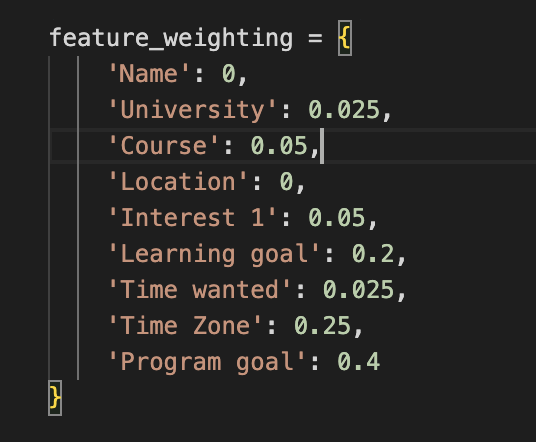 feature_weighting = {
'Name': 0,
'University': 0.025,
'Course': 0.05,
'Location': 0,
'Interest 1': 0.05,
'Learning goal': 0.2,
'Time wanted': 0.025,
'Time Zone': 0.25,
'Program goal': 0.4
}